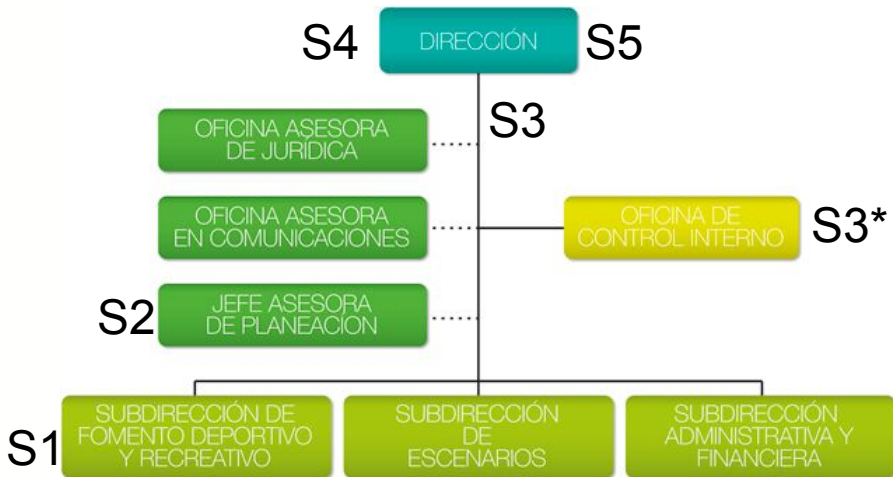 S4
DIRECCIÓN
S5
S3
OFICINA ASESORA
DE JURÍDICA
OFICINA ASESORA
EN COMUNICACIONES
OFICINA DE
CONTROL INTERNO
S3*
S2
JEFE ASESORA
DE PLANEACION
S1
SUBDIRECCIÓN DE
FOMENTO DEPORTIVO
Y RECREATIVO
SUBDIRECCIÓN
DE
ESCENARIOS
SUBDIRECCIÓN
ADMINISTRATIVA Y
FINANCIERA